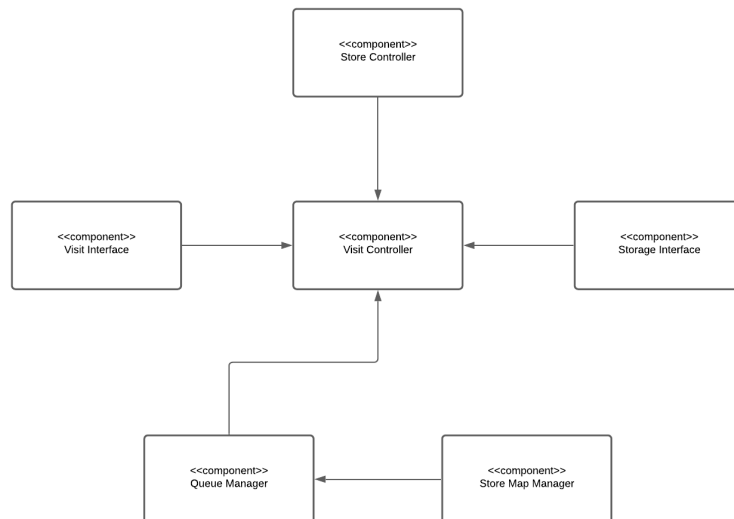 <<component>>
Store Controller
<<component>>
Visit Interface
<<component>>
Visit Controller
<<component>>
Storage Interface
<<component>>
Queue Manager
<<component>>
Store Map Manager